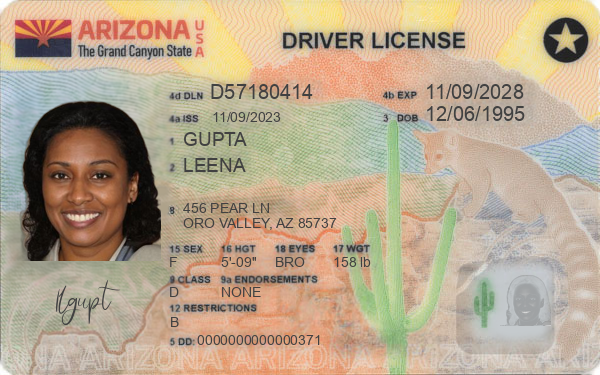 ARIZONA USA
The Grand Canyon State
DRIVER LICENSE
4d DLN D57180414
4b EXP 11/09/2028
4a ISS 11/09/2023
3 DOB 12/06/1995
1 GUPTA
2 LEENA
8 456 PEAR LN
ORO VALLEY, AZ 85737
15 SEX 16 HGT 18 EYES 17 WGT
F 5'-09" BRO 158 lb
9 CLASS 9a ENDORSEMENTS
D NONE
12 RESTRICTIONS
B
5 DD: 0000000000000371
lgupt
ARIZONA ARIZONA ARIZONA ARIZONA